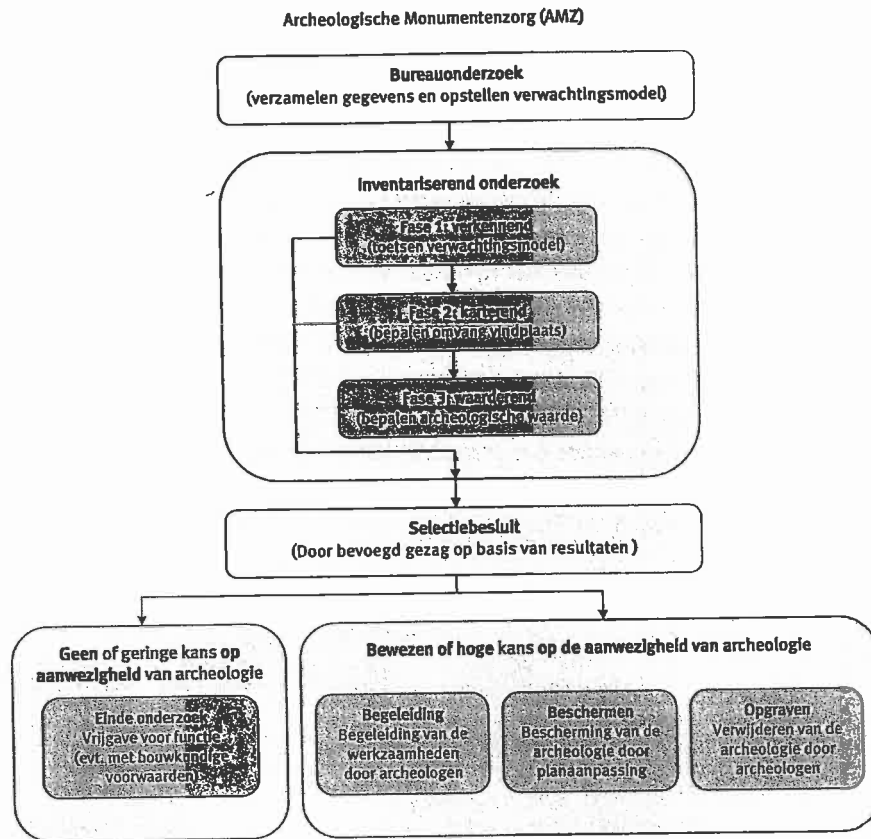 Archeologische Monumentenzorg (AMZ)
Bureauonderzoek
(verzamelen gegevens en opstellen verwachtingsmodel)
Inventariserend onderzoek
Fase 1: verkennend
(toetsen verwachtingsmodel)
Fase 2: karterend
(bepalen omvang vindplaats)
Fase 3: waarderend
(bepalen archeologische waarde)
Selectiebesluit
(Door bevoegd gezag op basis van resultaten )
Geen of geringe kans op
aanwezigheid van archeologie
Einde onderzoek
Vrijgave voor functie
(evt. met bouwkundige
voorwaarden)
Bewezen of hoge kans op de aanwezigheid van archeologie
Begeleiding
Begeleiding van de
werkzaamheden
door archeologen
Beschermen
Bescherming van de
archeologie door
planaanpassing
Opgraven
Verwijderen van de
archeologie door
archeologen